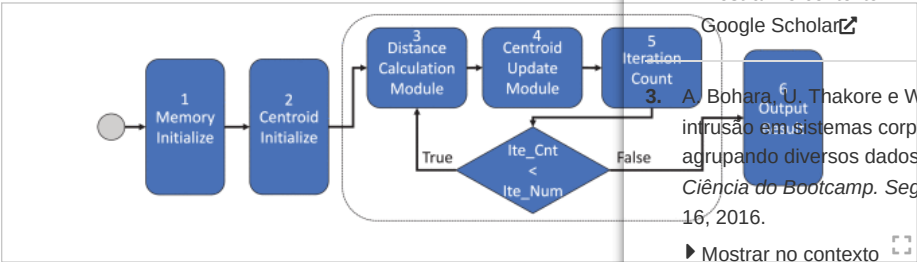 1
Memory
Initialize
2
Centroid
Initialize
3
Distance
Calculation
Module
4
Centroid
Update
Module
5
Iteration
Count
Ite_Cnt
<
Ite_Num
True
False
6
Output
Result
Google Scholar
3. A. Bohara, U. Thakore e W
intrusão em sistemas corp
agrupando diversos dados
Ciência do Bootcamp. Seg
16, 2016.
Mostrar no contexto